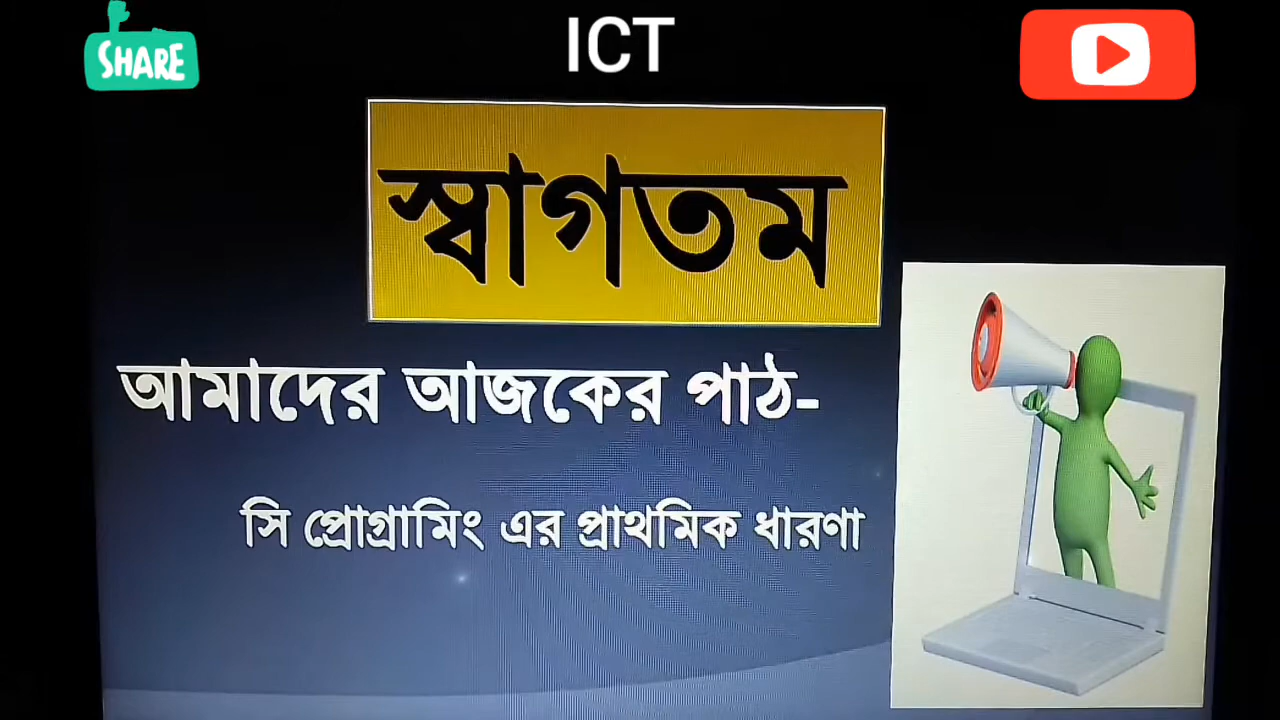 SHARE
ICT
স্বাগতম
আমাদের আজকের পাঠ-
সি প্রোগ্রামিং এর প্রাথমিক ধারণা